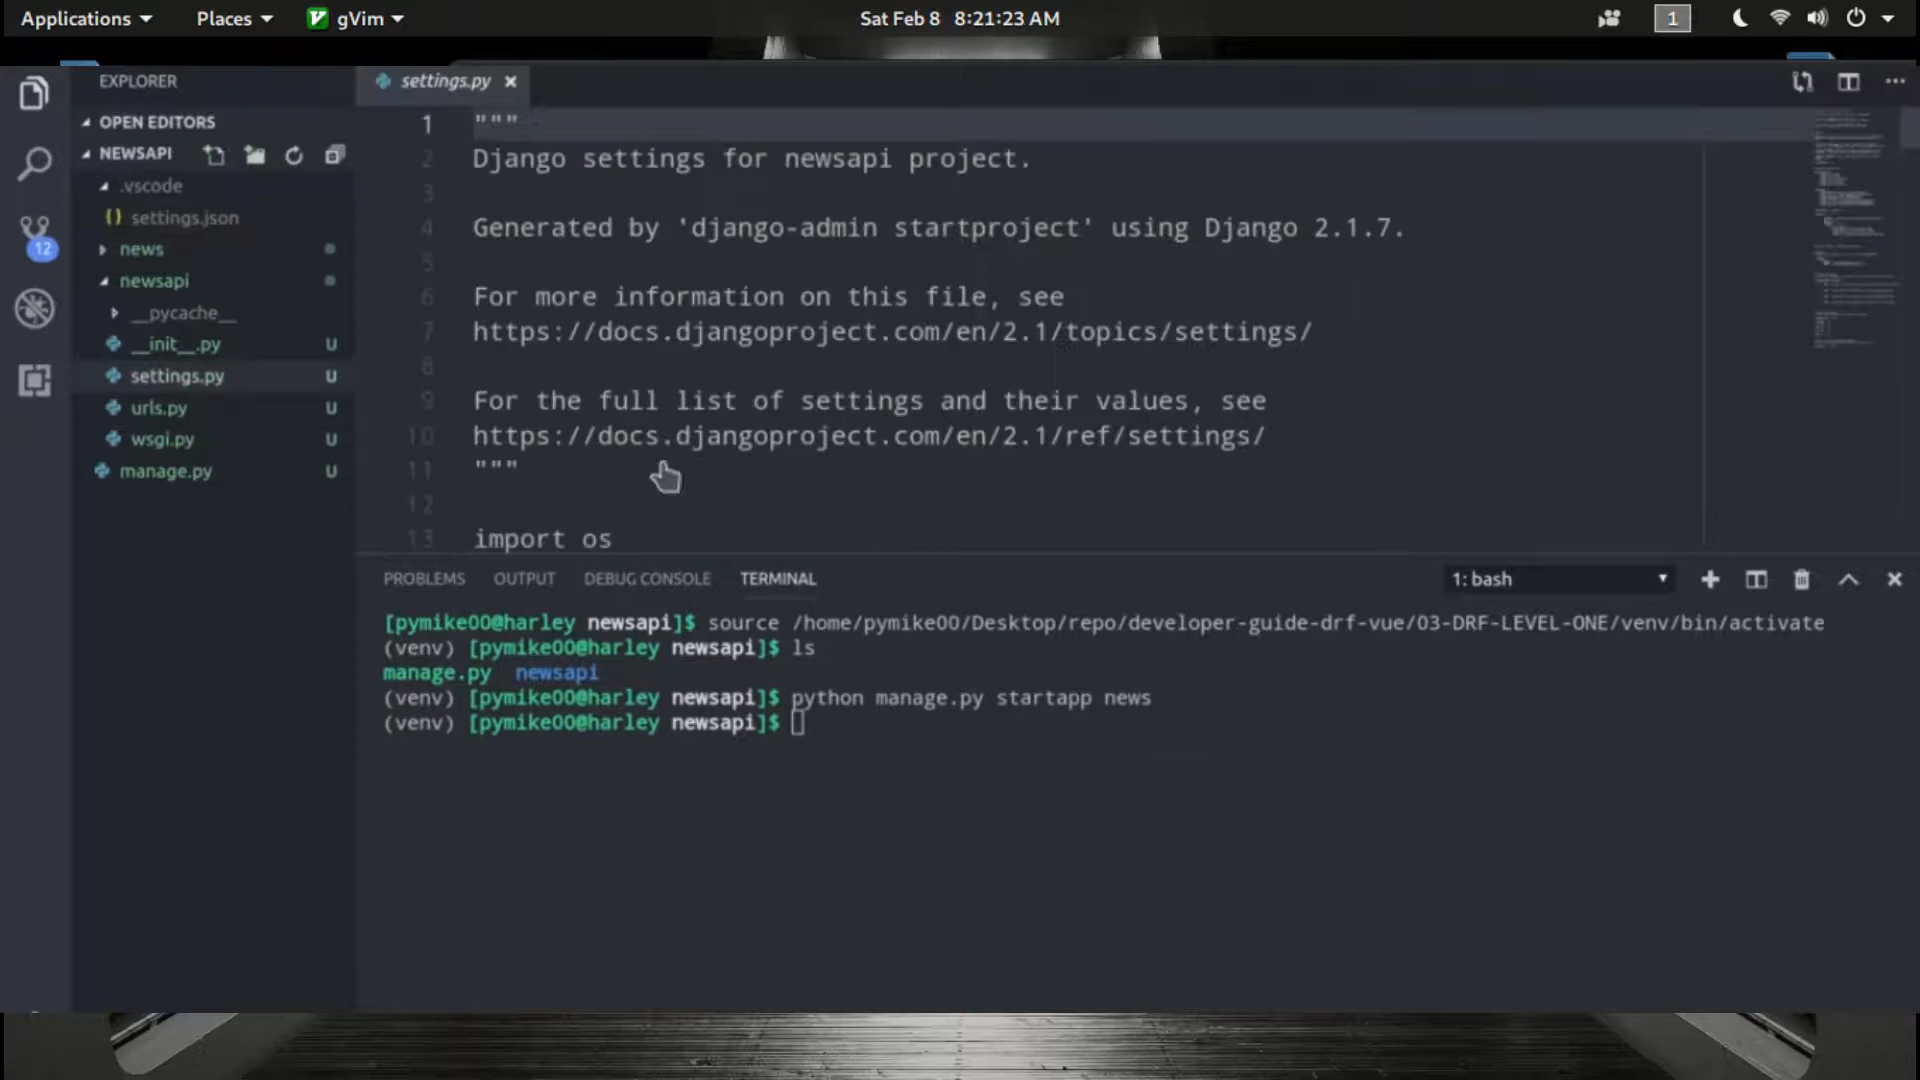 Applications Places gVim Sat Feb 8 8:21:23 AM 1
EXPLORER
OPEN EDITORS
NEWSAPI
.vscode
{} settings.json
news
newsapi
__pycache__
__init__.py U
settings.py U
urls.py U
wsgi.py U
manage.py U
12
settings.py
1 """
2 Django settings for newsapi project.
3
4 Generated by 'django-admin startproject' using Django 2.1.7.
5
6 For more information on this file, see
7 https://docs.djangoproject.com/en/2.1/topics/settings/
8
9 For the full list of settings and their values, see
10 https://docs.djangoproject.com/en/2.1/ref/settings/
11 """
12
13 import os
PROBLEMS OUTPUT DEBUG CONSOLE TERMINAL 1: bash
[pymike00@harley newsapi]$ source /home/pymike00/Desktop/repo/developer-guide-drf-vue/03-DRF-LEVEL-ONE/venv/bin/activate
(venv) [pymike00@harley newsapi]$ ls
manage.py newsapi
(venv) [pymike00@harley newsapi]$ python manage.py startapp news
(venv) [pymike00@harley newsapi]$